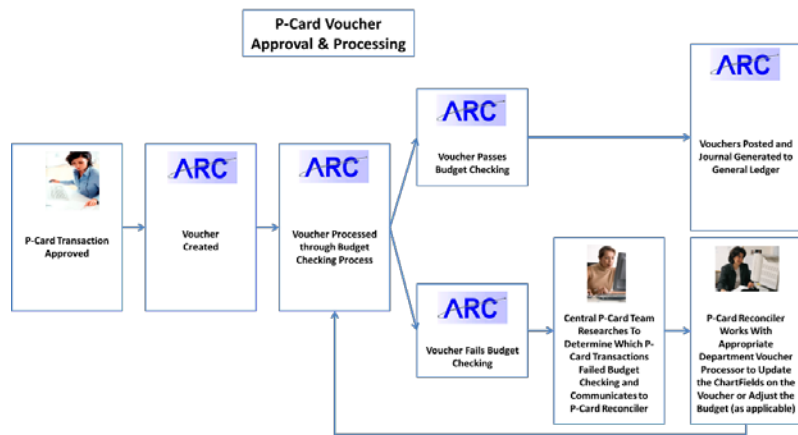 P-Card Voucher
Approval & Processing
P-Card Transaction
Approved
ARC
Voucher
Created
ARC
Voucher Processed
through Budget
Checking Process
ARC
Voucher Passes
Budget Checking
ARC
Vouchers Posted and
Journal Generated to
General Ledger
ARC
Voucher Fails Budget
Checking
Central P-Card Team
Researches To
Determine Which P-
Card Transactions
Failed Budget
Checking and
Communicates to
P-Card Reconciler
P-Card Reconciler
Works With
Appropriate
Department Voucher
Processor to Update
the ChartFields on the
Voucher or Adjust the
Budget (as applicable)